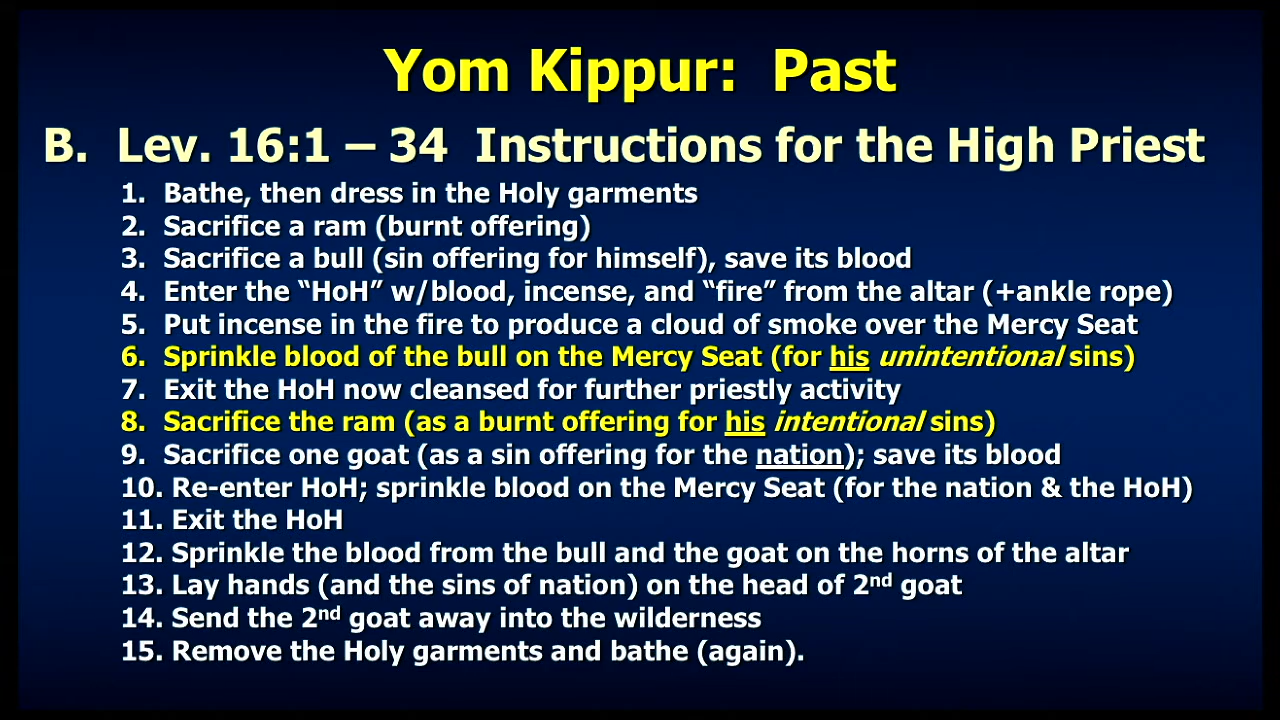 Yom Kippur: Past
B. Lev. 16:1 – 34 Instructions for the High Priest
1. Bathe, then dress in the Holy garments
2. Sacrifice a ram (burnt offering)
3. Sacrifice a bull (sin offering for himself), save its blood
4. Enter the “HoH” w/blood, incense, and “fire” from the altar (+ankle rope)
5. Put incense in the fire to produce a cloud of smoke over the Mercy Seat
6. Sprinkle blood of the bull on the Mercy Seat (for his unintentional sins)
7. Exit the HoH now cleansed for further priestly activity
8. Sacrifice the ram (as a burnt offering for his intentional sins)
9. Sacrifice one goat (as a sin offering for the nation); save its blood
10. Re-enter HoH; sprinkle blood on the Mercy Seat (for the nation & the HoH)
11. Exit the HoH
12. Sprinkle the blood from the bull and the goat on the horns of the altar
13. Lay hands (and the sins of nation) on the head of 2nd goat
14. Send the 2nd goat away into the wilderness
15. Remove the Holy garments and bathe (again).